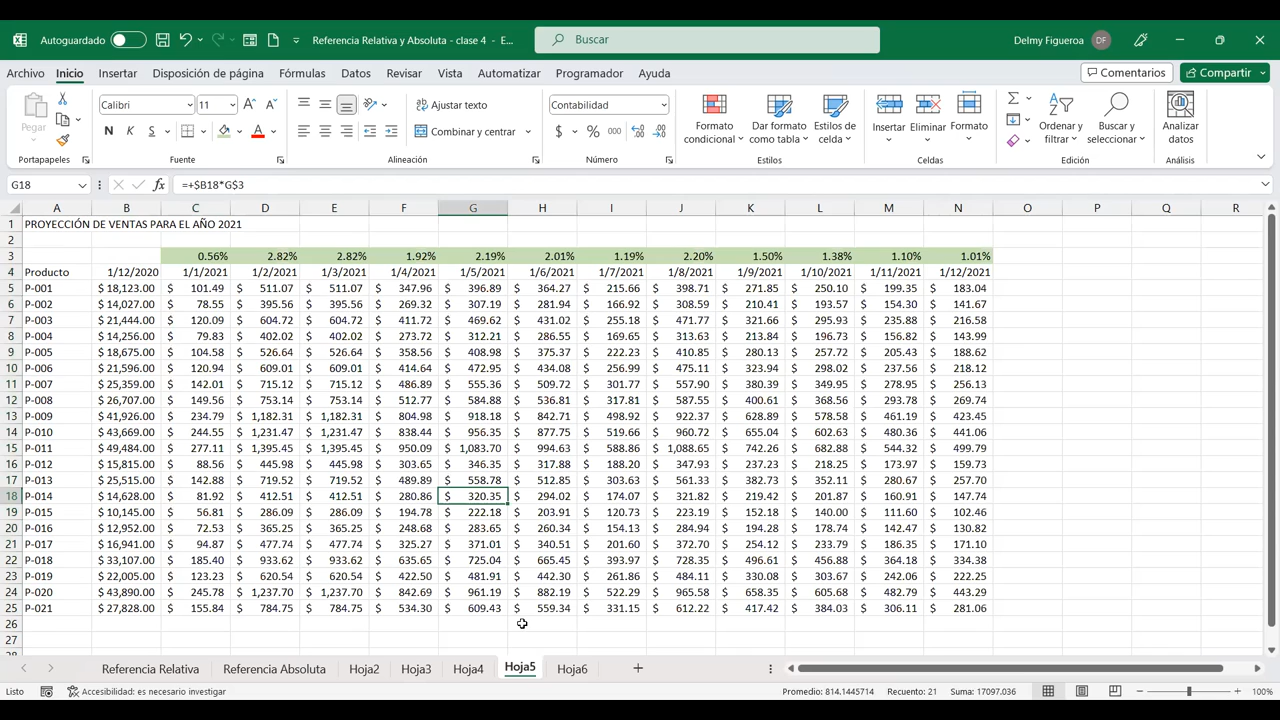 Autoguardado Referencia Relativa y Absoluta - clase 4 - E... Buscar Delmy Figueroa DF
Archivo Inicio Insertar Disposición de página Fórmulas Datos Revisar Vista Automatizar Programador Ayuda Comentarios Compartir
Pegar Calibri 11 Ajustar texto Contabilidad Formato condicional Dar formato como tabla Estilos de celda Insertar Eliminar Formato Ordenar y filtrar Buscar y seleccionar Analizar datos
N K S A Combinar y centrar $ % 000
Portapapeles Fuente Alineación Número Estilos Celdas Edición Análisis
G18 fx =+$B18*G$3
A B C D E F G H I J K L M N O P Q R
1 PROYECCIÓN DE VENTAS PARA EL AÑO 2021
2
3 0.56% 2.82% 2.82% 1.92% 2.19% 2.01% 1.19% 2.20% 1.50% 1.38% 1.10% 1.01%
4 Producto 1/12/2020 1/1/2021 1/2/2021 1/3/2021 1/4/2021 1/5/2021 1/6/2021 1/7/2021 1/8/2021 1/9/2021 1/10/2021 1/11/2021 1/12/2021
5 P-001 $ 18,123.00 $ 101.49 $ 511.07 $ 511.07 $ 347.96 $ 396.89 $ 364.27 $ 215.66 $ 398.71 $ 271.85 $ 250.10 $ 199.35 $ 183.04
6 P-002 $ 14,027.00 $ 78.55 $ 395.56 $ 395.56 $ 269.32 $ 307.19 $ 281.94 $ 166.92 $ 308.59 $ 210.41 $ 193.57 $ 154.30 $ 141.67
7 P-003 $ 21,444.00 $ 120.09 $ 604.72 $ 604.72 $ 411.72 $ 469.62 $ 431.02 $ 255.18 $ 471.77 $ 321.66 $ 295.93 $ 235.88 $ 216.58
8 P-004 $ 14,256.00 $ 79.83 $ 402.02 $ 402.02 $ 273.72 $ 312.21 $ 286.55 $ 169.65 $ 313.63 $ 213.84 $ 196.73 $ 156.82 $ 143.99
9 P-005 $ 18,675.00 $ 104.58 $ 526.64 $ 526.64 $ 358.56 $ 408.98 $ 375.37 $ 222.23 $ 410.85 $ 280.13 $ 257.72 $ 205.43 $ 188.62
10 P-006 $ 21,596.00 $ 120.94 $ 609.01 $ 609.01 $ 414.64 $ 472.95 $ 434.08 $ 256.99 $ 475.11 $ 323.94 $ 298.02 $ 237.56 $ 218.12
11 P-007 $ 25,359.00 $ 142.01 $ 715.12 $ 715.12 $ 486.89 $ 555.36 $ 509.72 $ 301.77 $ 557.90 $ 380.39 $ 349.95 $ 278.95 $ 256.13
12 P-008 $ 26,707.00 $ 149.56 $ 753.14 $ 753.14 $ 512.77 $ 584.88 $ 536.81 $ 317.81 $ 587.55 $ 400.61 $ 368.56 $ 293.78 $ 269.74
13 P-009 $ 41,926.00 $ 234.79 $ 1,182.31 $ 1,182.31 $ 804.98 $ 918.18 $ 842.71 $ 498.92 $ 922.37 $ 628.89 $ 578.58 $ 461.19 $ 423.45
14 P-010 $ 43,669.00 $ 244.55 $ 1,231.47 $ 1,231.47 $ 838.44 $ 956.35 $ 877.75 $ 519.66 $ 960.72 $ 655.04 $ 602.63 $ 480.36 $ 441.06
15 P-011 $ 49,484.00 $ 277.11 $ 1,395.45 $ 1,395.45 $ 950.09 $ 1,083.70 $ 994.63 $ 588.86 $ 1,088.65 $ 742.26 $ 682.88 $ 544.32 $ 499.79
16 P-012 $ 15,815.00 $ 88.56 $ 445.98 $ 445.98 $ 303.65 $ 346.35 $ 317.88 $ 188.20 $ 347.93 $ 237.23 $ 218.25 $ 173.97 $ 159.73
17 P-013 $ 25,515.00 $ 142.88 $ 719.52 $ 719.52 $ 489.89 $ 558.78 $ 512.85 $ 303.63 $ 561.33 $ 382.73 $ 352.11 $ 280.67 $ 257.70
18 P-014 $ 14,628.00 $ 81.92 $ 412.51 $ 412.51 $ 280.86 $ 320.35 $ 294.02 $ 174.07 $ 321.82 $ 219.42 $ 201.87 $ 160.91 $ 147.74
19 P-015 $ 10,145.00 $ 56.81 $ 286.09 $ 286.09 $ 194.78 $ 222.18 $ 203.91 $ 120.73 $ 223.19 $ 152.18 $ 140.00 $ 111.60 $ 102.46
20 P-016 $ 12,952.00 $ 72.53 $ 365.25 $ 365.25 $ 248.68 $ 283.65 $ 260.34 $ 154.13 $ 284.94 $ 194.28 $ 178.74 $ 142.47 $ 130.82
21 P-017 $ 16,941.00 $ 94.87 $ 477.74 $ 477.74 $ 325.27 $ 371.01 $ 340.51 $ 201.60 $ 372.70 $ 254.12 $ 233.79 $ 186.35 $ 171.10
22 P-018 $ 33,107.00 $ 185.40 $ 933.62 $ 933.62 $ 635.65 $ 725.04 $ 665.45 $ 393.97 $ 728.35 $ 496.61 $ 456.88 $ 364.18 $ 334.38
23 P-019 $ 22,005.00 $ 123.23 $ 620.54 $ 620.54 $ 422.50 $ 481.91 $ 442.30 $ 261.86 $ 484.11 $ 330.08 $ 303.67 $ 242.06 $ 222.25
24 P-020 $ 43,890.00 $ 245.78 $ 1,237.70 $ 1,237.70 $ 842.69 $ 961.19 $ 882.19 $ 522.29 $ 965.58 $ 658.35 $ 605.68 $ 482.79 $ 443.29
25 P-021 $ 27,828.00 $ 155.84 $ 784.75 $ 784.75 $ 534.30 $ 609.43 $ 559.34 $ 331.15 $ 612.22 $ 417.42 $ 384.03 $ 306.11 $ 281.06
26
27
Referencia Relativa Referencia Absoluta Hoja2 Hoja3 Hoja4 Hoja5 Hoja6
Listo Accesibilidad: es necesario investigar Promedio: 814.1445714 Recuento: 21 Suma: 17097.036 100%